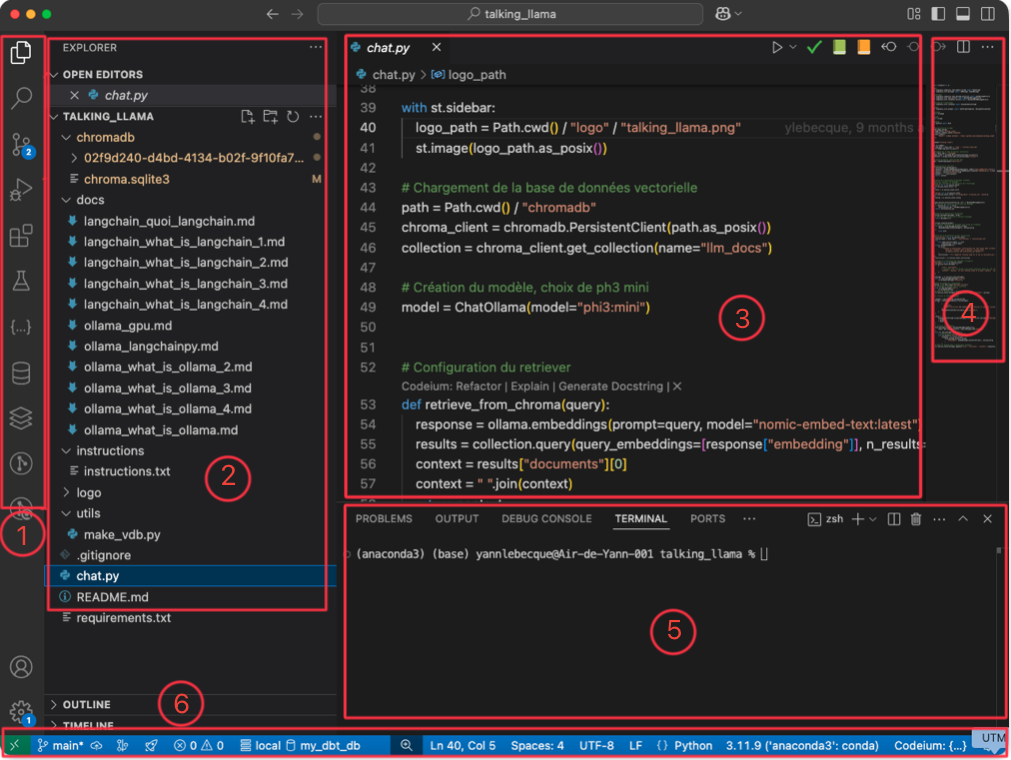 talking_llama
EXPLORER
OPEN EDITORS
chat.py
TALKING_LLAMA
chromadb
02f9d240-d4bd-4134-b02f-9f10fa7...
chroma.sqlite3 M
docs
langchain_quoi_langchain.md
langchain_what_is_langchain_1.md
langchain_what_is_langchain_2.md
langchain_what_is_langchain_3.md
langchain_what_is_langchain_4.md
ollama_gpu.md
ollama_langchainpy.md
ollama_what_is_ollama_2.md
ollama_what_is_ollama_3.md
ollama_what_is_ollama_4.md
ollama_what_is_ollama.md
instructions
instructions.txt
logo
utils
make_vdb.py
.gitignore
chat.py
README.md
requirements.txt
OUTLINE
TIMELINE
2
1
1
2
6
chat.py
chat.py > logo_path
38
39 with st.sidebar:
40 logo_path = Path.cwd() / "logo" / "talking_llama.png" ylebecque, 9 months a
41 st.image(logo_path.as_posix())
42
43 # Chargement de la base de données vectorielle
44 path = Path.cwd() / "chromadb"
45 chroma_client = chromadb.PersistentClient(path.as_posix())
46 collection = chroma_client.get_collection(name="llm_docs")
47
48 # Création du modèle, choix de ph3 mini
49 model = ChatOllama(model="phi3:mini")
50
51
52 # Configuration du retriever
Codeium: Refactor | Explain | Generate Docstring | ×
53 def retrieve_from_chroma(query):
54 response = ollama.embeddings(prompt=query, model="nomic-embed-text:latest"
55 results = collection.query(query_embeddings=[response["embedding"]], n_results=
56 context = results["documents"][0]
57 context = " ".join(context)
3
4
PROBLEMS OUTPUT DEBUG CONSOLE TERMINAL PORTS ... zsh
(anaconda3) (base) yannlebecque@Air-de-Yann-001 talking_llama %
5
main* 0 0 local my_dbt_db Ln 40, Col 5 Spaces: 4 UTF-8 LF {} Python 3.11.9 ('anaconda3': conda) Codeium: {...}
UTM